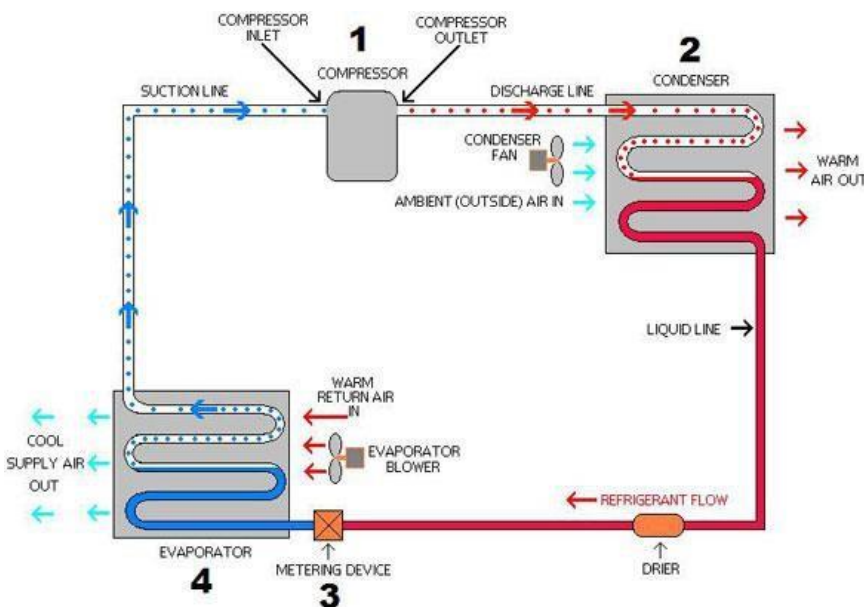 COMPRESSOR
INLET
1
COMPRESSOR
OUTLET
2
COMPRESSOR
CONDENSER
SUCTION LINE
DISCHARGE LINE
CONDENSER
FAN
WARM
AIR OUT
AMBIENT (OUTSIDE) AIR IN
LIQUID LINE
WARM
RETURN AIR
IN
COOL
SUPPLY AIR
OUT
EVAPORATOR
BLOWER
REFRIGERANT FLOW
EVAPORATOR
4
METERING DEVICE
3
DRIER